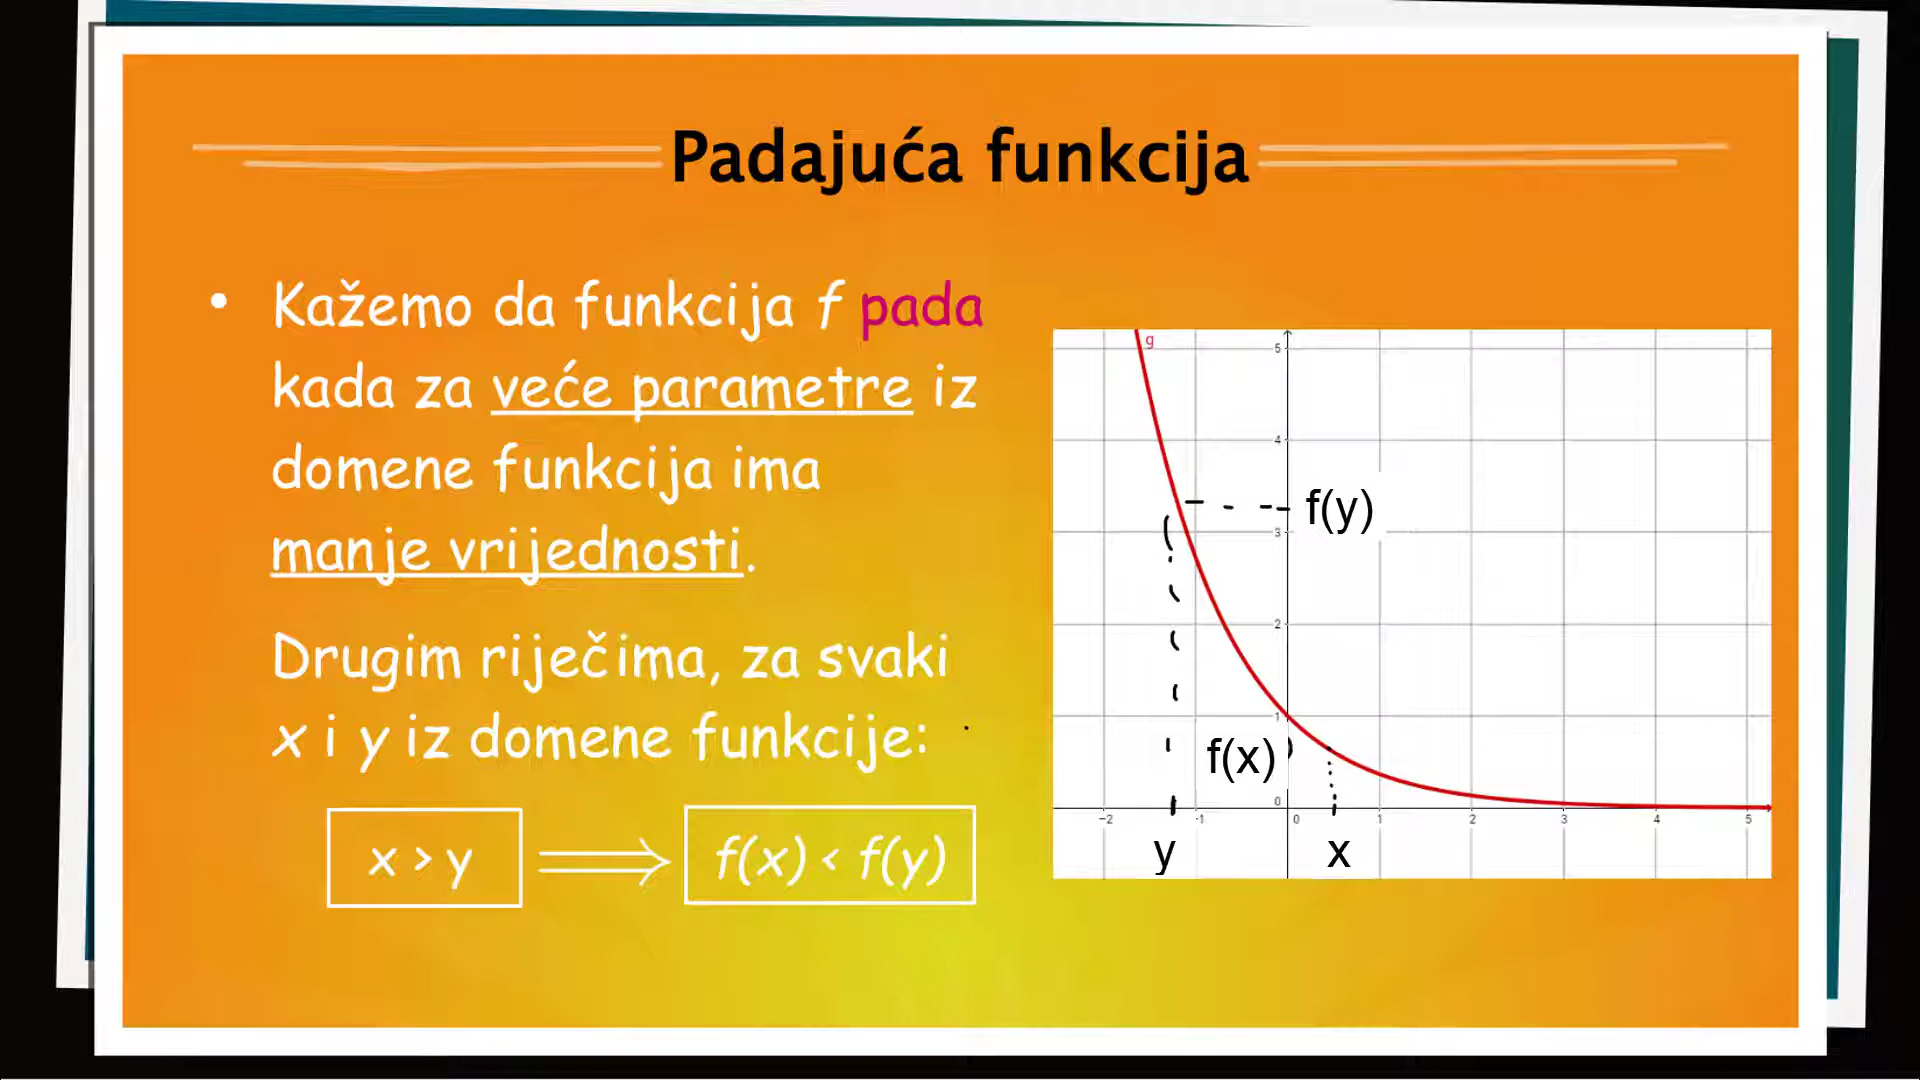 Padajuća funkcija
• Kažemo da funkcija f pada
kada za veće parametre iz
domene funkcija ima
manje vrijednosti.
Drugim riječima, za svaki
x i y iz domene funkcije:
x > y ⟹ f(x) < f(y)
g
5
4
f(y)
3
2
1
f(x)
0
-2 -1 0 1 2 3 4 5
y x